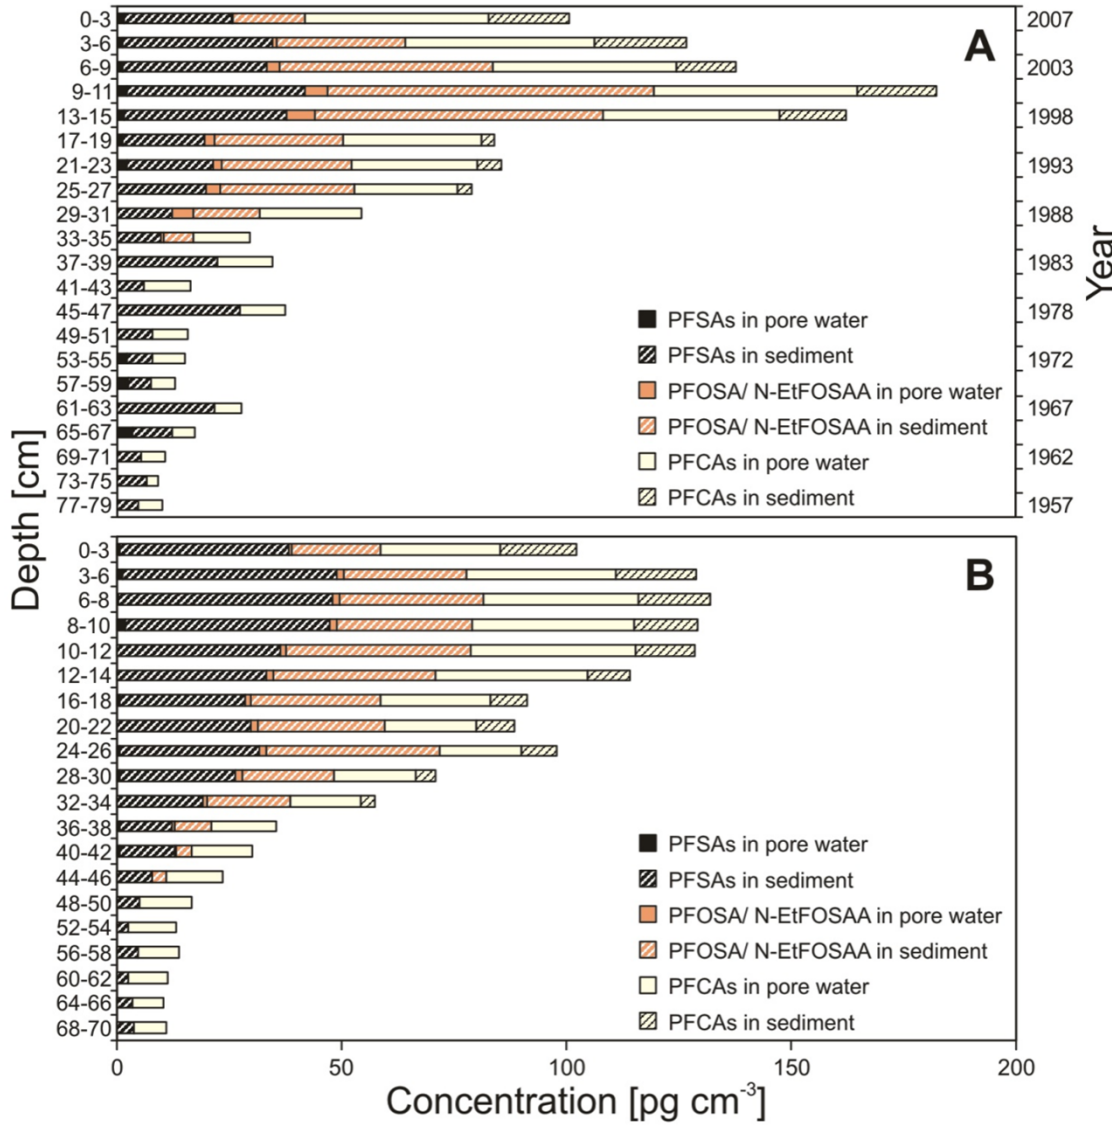 0-3 2007
3-6 A
6-9 2003
9-11
13-15 1998
17-19
21-23 1993
25-27
29-31 1988
33-35
37-39 1983
41-43
45-47 1978
49-51
53-55 1972
57-59
61-63 1967
65-67
69-71 1962
73-75
77-79 1957
PFSAs in pore water
PFSAs in sediment
PFOSA/ N-EtFOSAA in pore water
PFOSA/ N-EtFOSAA in sediment
PFCAs in pore water
PFCAs in sediment
Year
Depth [cm]
0-3
3-6 B
6-8
8-10
10-12
12-14
16-18
20-22
24-26
28-30
32-34
36-38
40-42
44-46
48-50
52-54
56-58
60-62
64-66
68-70
PFSAs in pore water
PFSAs in sediment
PFOSA/ N-EtFOSAA in pore water
PFOSA/ N-EtFOSAA in sediment
PFCAs in pore water
PFCAs in sediment
0 50 100 150 200
Concentration [pg cm⁻³]